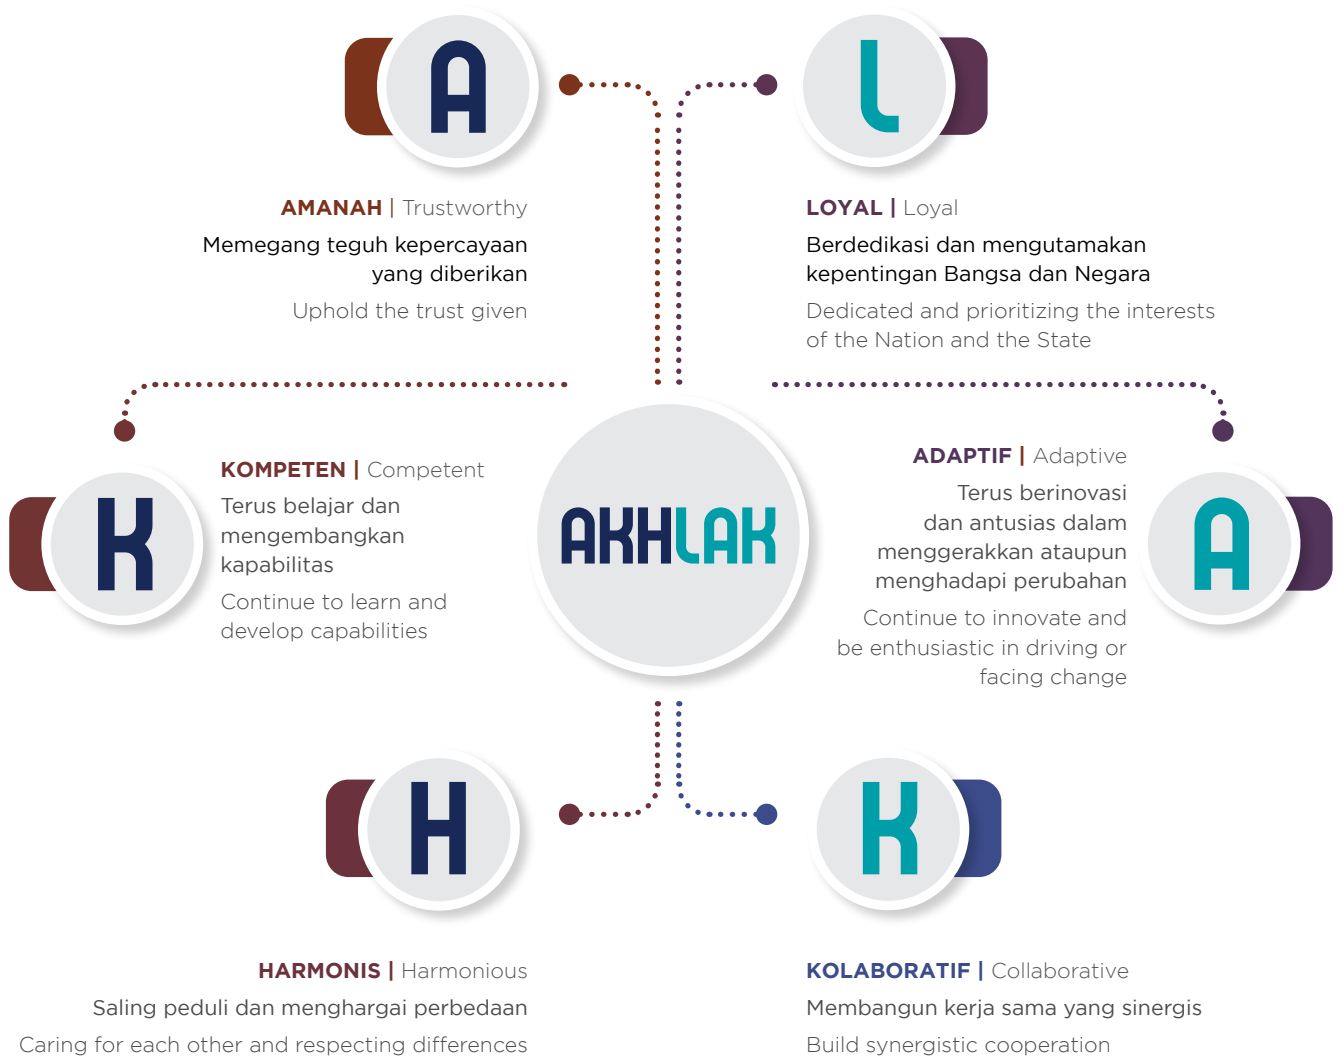 A
AMANAH | Trustworthy
Memegang teguh kepercayaan
yang diberikan
Uphold the trust given
K
KOMPETEN | Competent
Terus belajar dan
mengembangkan
kapabilitas
Continue to learn and
develop capabilities
H
HARMONIS | Harmonious
Saling peduli dan menghargai perbedaan
Caring for each other and respecting differences
AKHLAK
L
LOYAL | Loyal
Berdedikasi dan mengutamakan
kepentingan Bangsa dan Negara
Dedicated and prioritizing the interests
of the Nation and the State
A
ADAPTIF | Adaptive
Terus berinovasi
dan antusias dalam
menggerakkan ataupun
menghadapi perubahan
Continue to innovate and
be enthusiastic in driving or
facing change
K
KOLABORATIF | Collaborative
Membangun kerja sama yang sinergis
Build synergistic cooperation